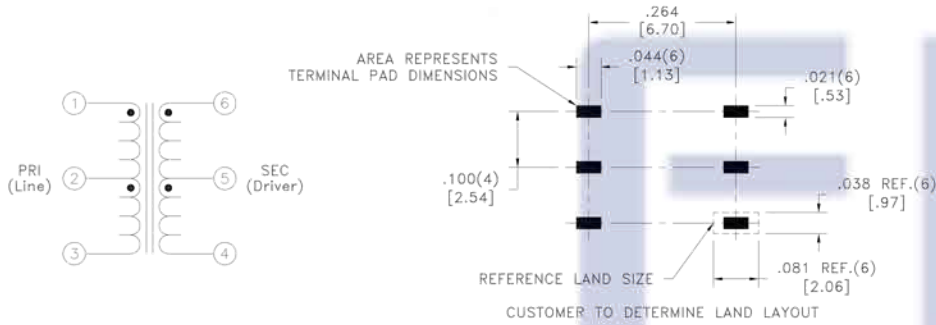 1
6
PRI
(Line)
2
5
SEC
(Driver)
3
4
.264
[6.70]
AREA REPRESENTS
TERMINAL PAD DIMENSIONS
.044(6)
[1.13]
.021(6)
[.53]
.100(4)
[2.54]
.038 REF.(6)
[.97]
REFERENCE LAND SIZE
.081 REF.(6)
[2.06]
CUSTOMER TO DETERMINE LAND LAYOUT